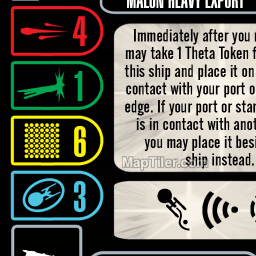 MALON HEAVY EXPORT
4
1
6
3
Immediately after you
may take 1 Theta Token f
this ship and place it on
contact with your port o
edge. If your port or star
is in contact with anot
you may place it besi
ship instead.
MapTiler.com